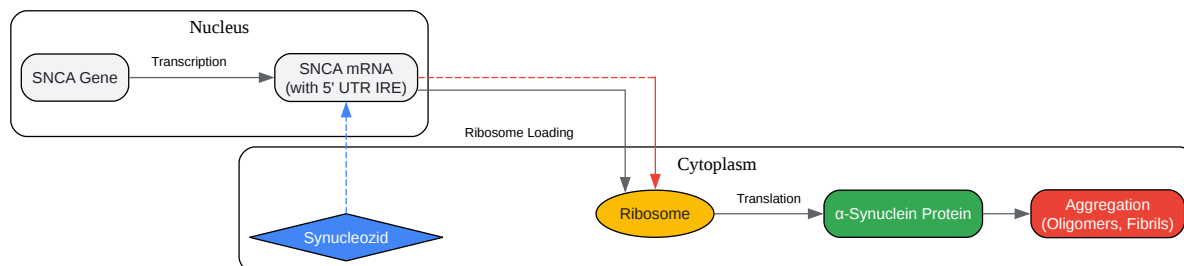 Nucleus
SNCA Gene
Transcription
SNCA mRNA
(with 5' UTR IRE)
Ribosome Loading
Cytoplasm
Synucleozid
Ribosome
Translation
α-Synuclein Protein
Aggregation
(Oligomers, Fibrils)